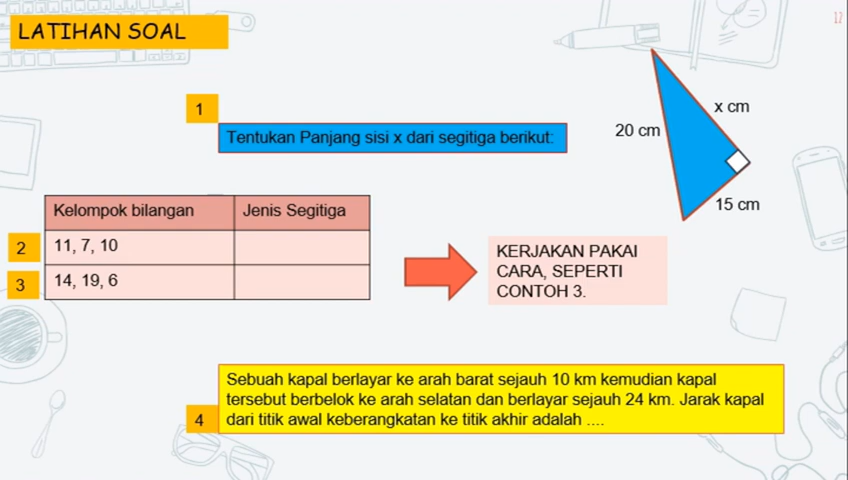 LATIHAN SOAL
12
1
Tentukan Panjang sisi x dari segitiga berikut:
x cm
20 cm
15 cm
Kelompok bilangan
Jenis Segitiga
2
11, 7, 10
3
14, 19, 6
KERJAKAN PAKAI
CARA, SEPERTI
CONTOH 3.
4
Sebuah kapal berlayar ke arah barat sejauh 10 km kemudian kapal
tersebut berbelok ke arah selatan dan berlayar sejauh 24 km. Jarak kapal
dari titik awal keberangkatan ke titik akhir adalah ....